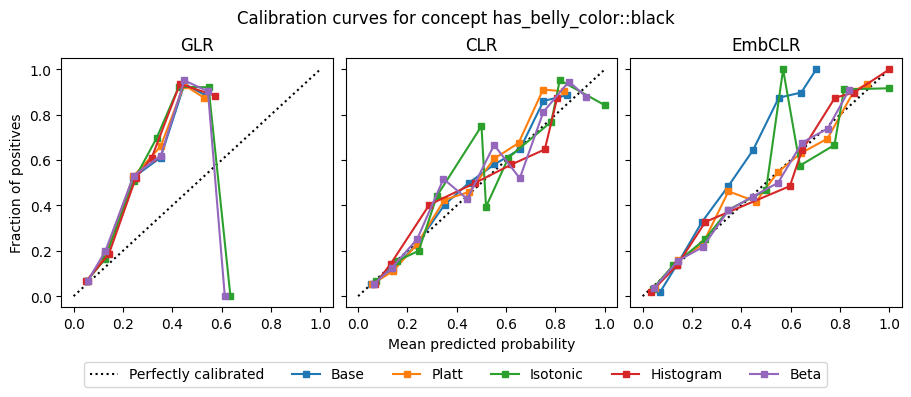 Calibration curves for concept has_belly_color::black
GLR
CLR
EmbCLR
Fraction of positives
1.0
0.8
0.6
0.4
0.2
0.0
0.0 0.2 0.4 0.6 0.8 1.0
0.0 0.2 0.4 0.6 0.8 1.0
0.0 0.2 0.4 0.6 0.8 1.0
Mean predicted probability
Perfectly calibrated Base Platt Isotonic Histogram Beta